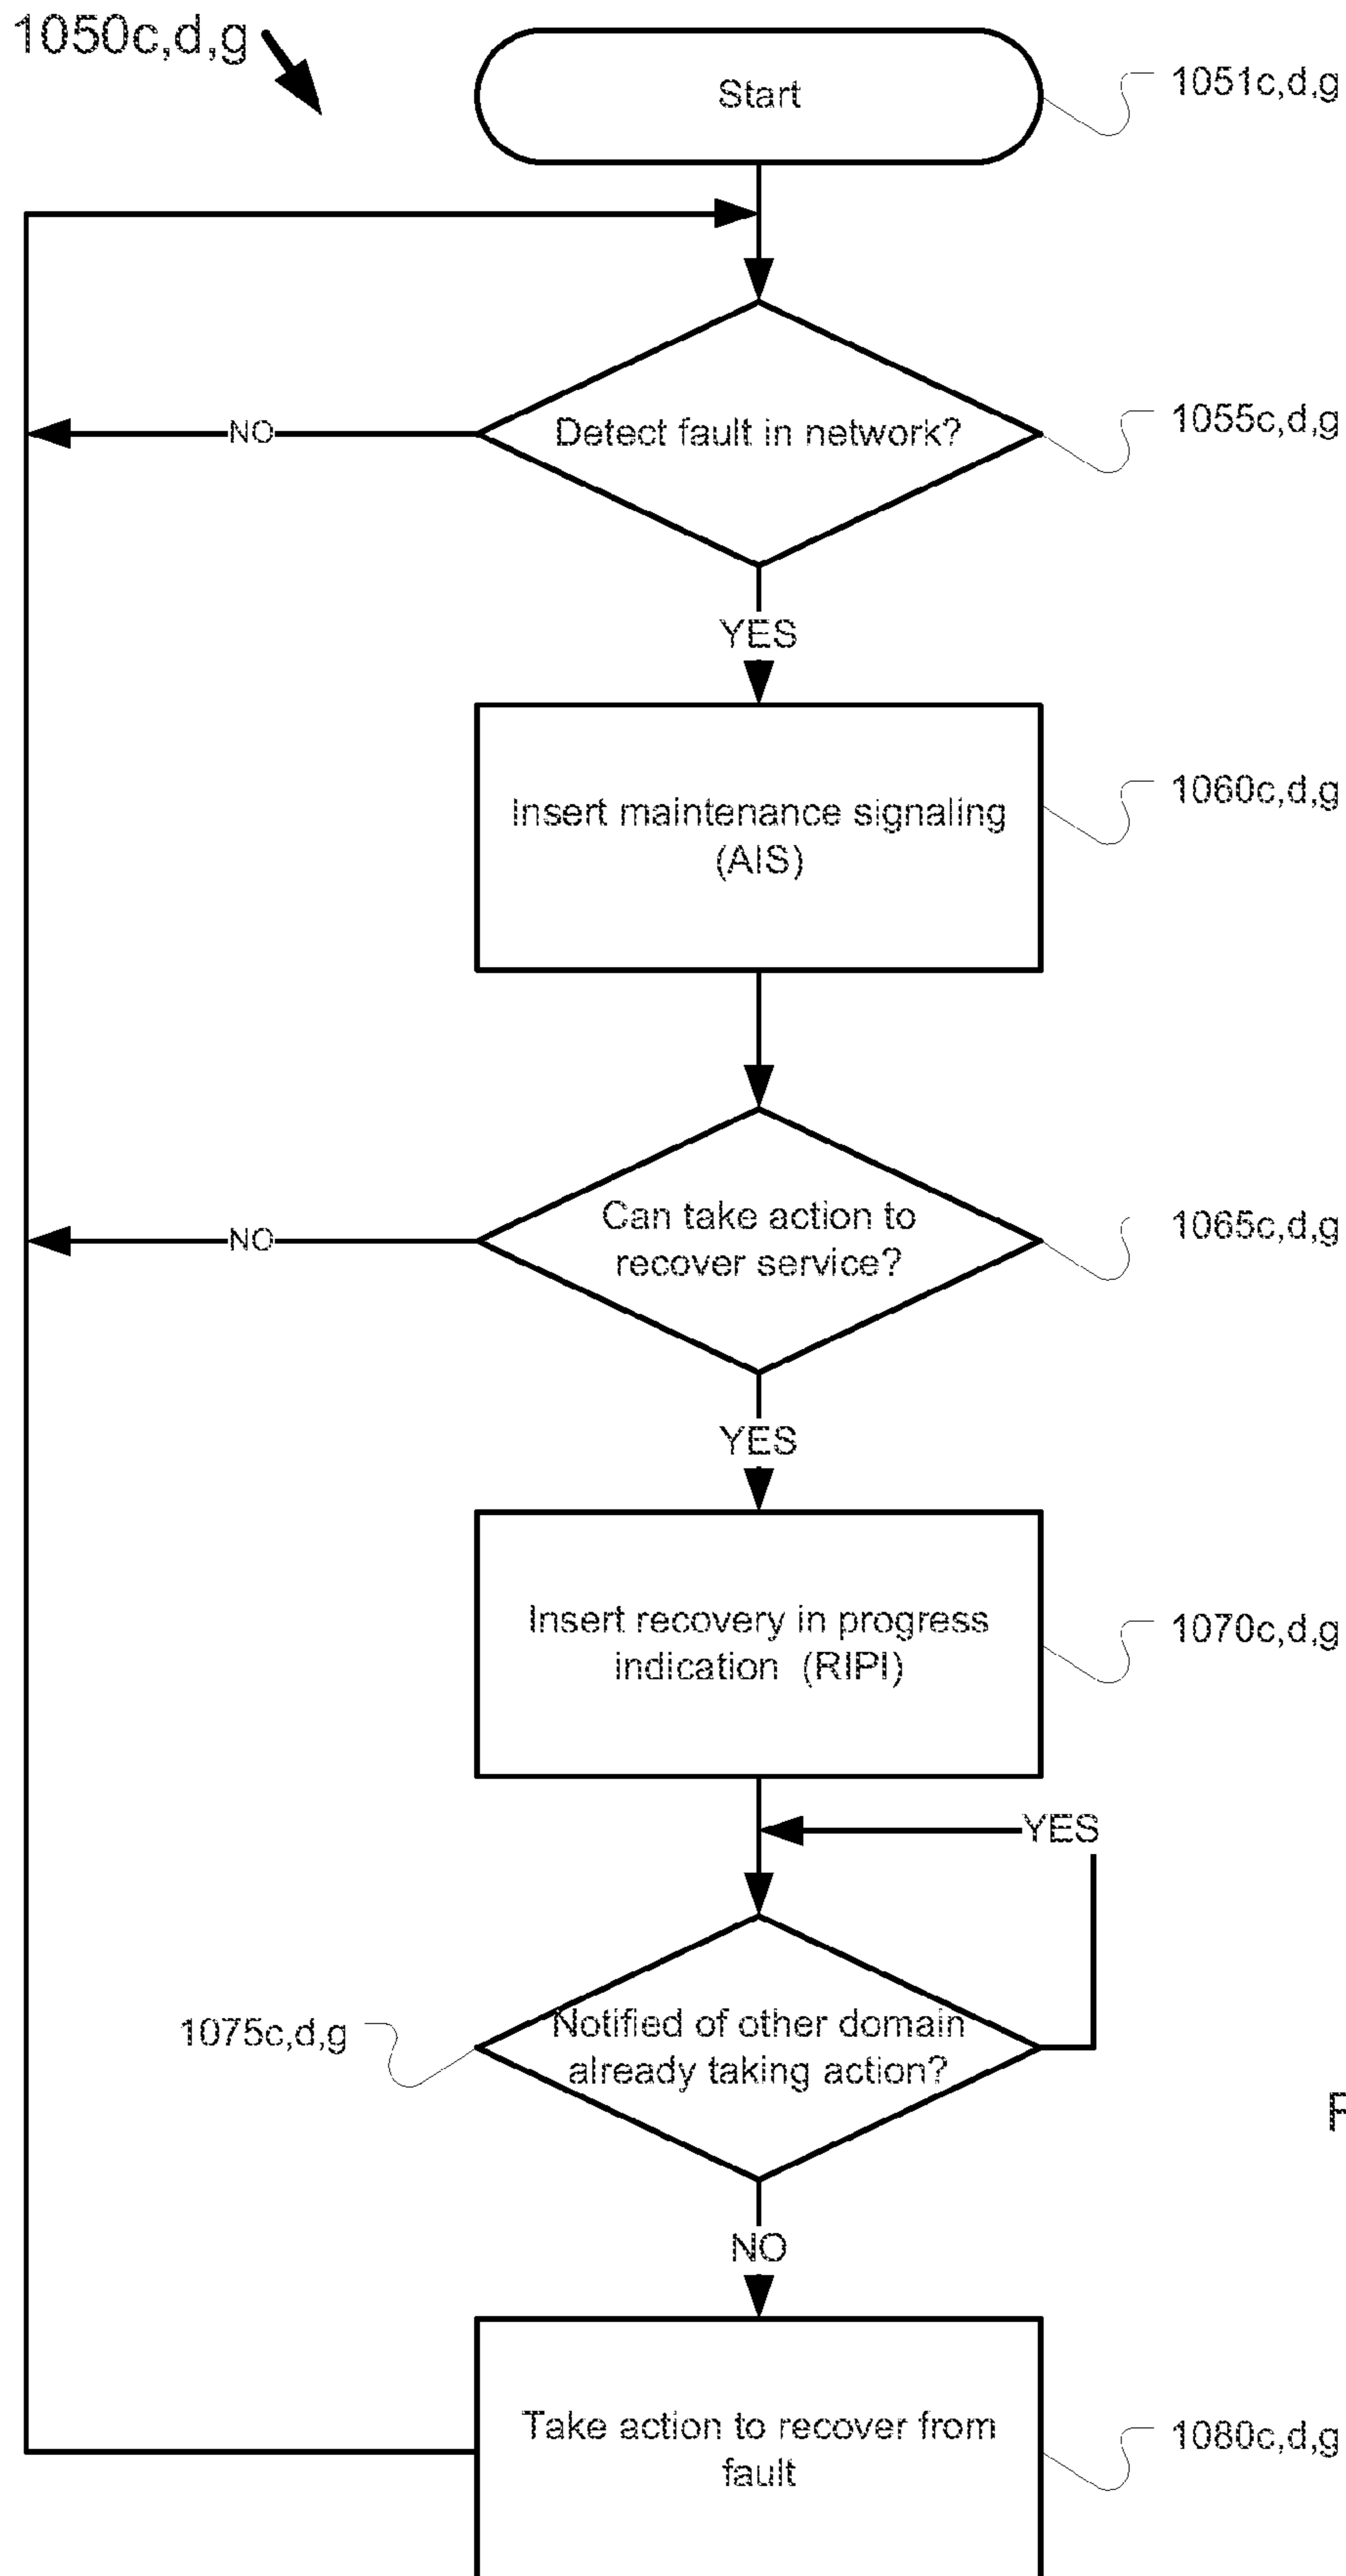 1050c,d,g
Start
1051c,d,g
Detect fault in network?
1055c,d,g
NO
YES
Insert maintenance signaling
(AIS)
1060c,d,g
Can take action to
recover service?
1065c,d,g
NO
YES
Insert recovery in progress
indication (RIPI)
1070c,d,g
YES
Notified of other domain
already taking action?
1075c,d,g
NO
Take action to recover from
fault
1080c,d,g